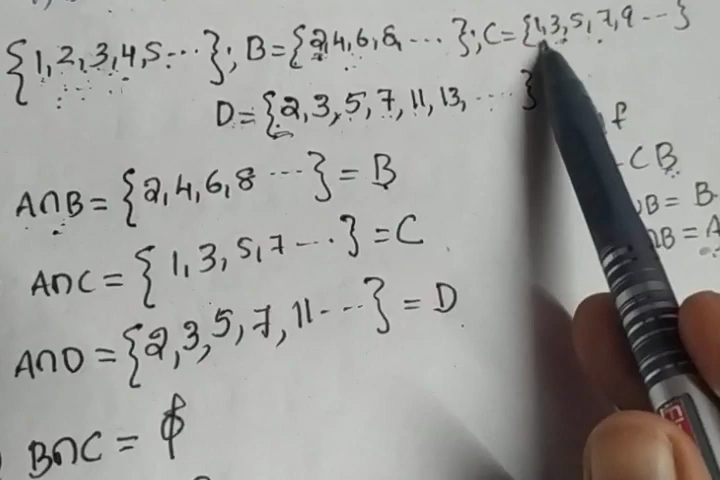 {1, 2, 3, 4, 5 ...}; B = {2, 4, 6, 8, ....}; C = {1, 3, 5, 7, 9 ...}
D = {2, 3, 5, 7, 11, 13, ....}
A∩B = {2, 4, 6, 8 ....} = B
A∩C = {1, 3, 5, 7 ....} = C
A∩D = {2, 3, 5, 7, 11 ...} = D
B∩C = ϕ
f
⊂B
∩B = B
∩B = A